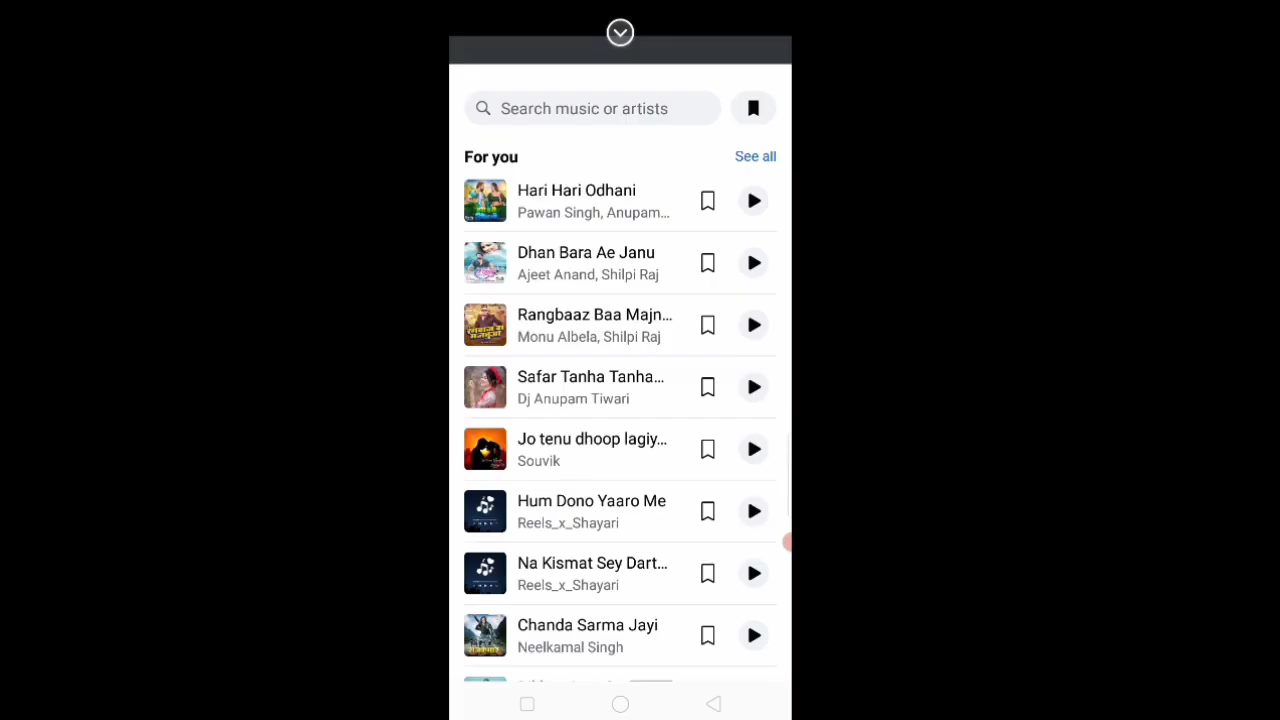 Search music or artists
For you
See all
Hari Hari Odhani
Pawan Singh, Anupam...
Dhan Bara Ae Janu
Ajeet Anand, Shilpi Raj
Rangbaaz Baa Majn...
Monu Albela, Shilpi Raj
Safar Tanha Tanha...
Dj Anupam Tiwari
Jo tenu dhoop lagiy...
Souvik
Hum Dono Yaaro Me
Reels_x_Shayari
Na Kismat Sey Dart...
Reels_x_Shayari
Chanda Sarma Jayi
Neelkamal Singh